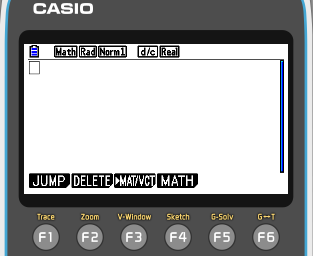 CASIO
Math Rad Norm1 d/c Real
JUMP DELETE ►MAT/VCT MATH
Trace Zoom V-Window Sketch G-Solv G↔T
F1 F2 F3 F4 F5 F6